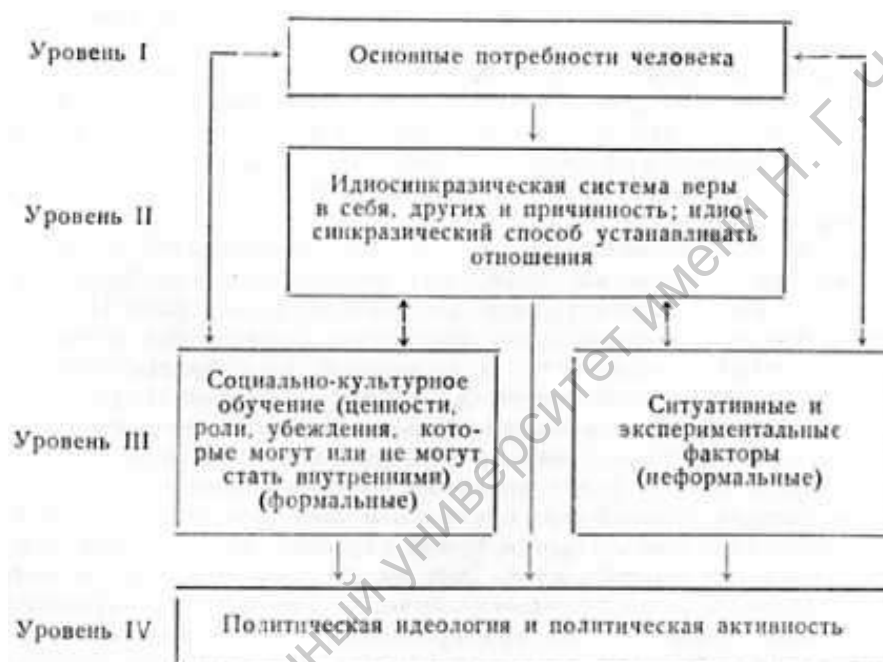 Уровень I
Основные потребности человека
Уровень II
Идиосинкразическая система веры
в себя, других и причинность; идио-
синкразический способ устанавливать
отношения
Уровень III
Социально-культурное
обучение (ценности,
роли, убеждения, кото-
рые могут или не могут
стать внутренними)
(формальные)
Ситуативные и
экспериментальные
факторы
(неформальные)
Уровень IV
Политическая идеология и политическая активность
университет имени Н. Г.